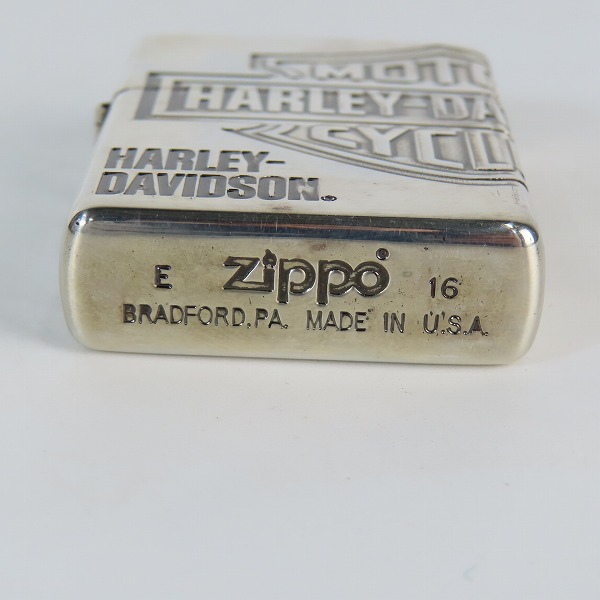 MOTO
HARLEY-DA
CYCL
HARLEY-
DAVIDSON®
E zippo® 16
BRADFORD, PA. MADE IN U.S.A.